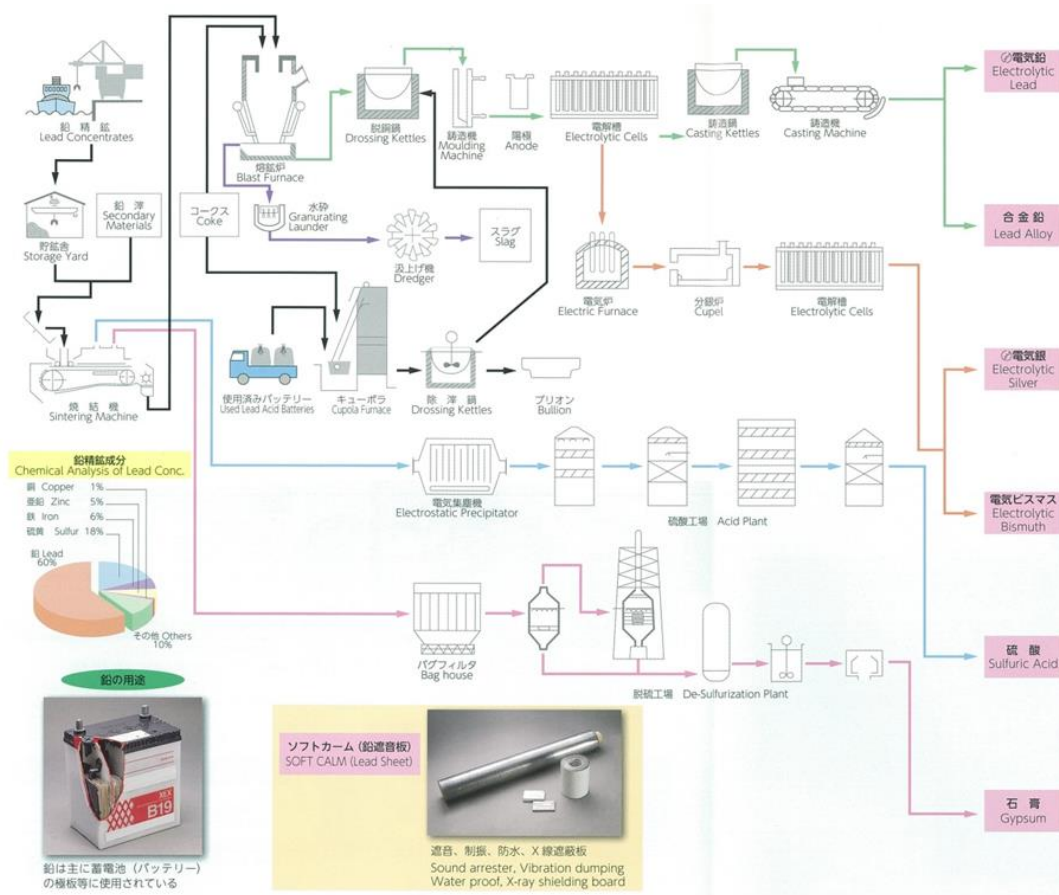 鉛精鉱
Lead Concentrates
貯鉱舎
Storage Yard
鉛滓
Secondary
Materials
コークス
Coke
焼結機
Sintering Machine
熔鉱炉
Blast Furnace
水砕
Granurating
Launder
汲上げ機
Dredger
スラグ
Slag
脱銅鍋
Drossing Kettles
鋳造機
Moulding
Machine
陽極
Anode
電解槽
Electrolytic Cells
鋳造鍋
Casting Kettles
鋳造機
Casting Machine
電気鉛
Electrolytic
Lead
合金鉛
Lead Alloy
電気炉
Electric Furnace
分銀炉
Cupel
電解槽
Electrolytic Cells
電気銀
Electrolytic
Silver
使用済みバッテリー
Used Lead Acid Batteries
キューポラ
Cupola Furnace
除滓鍋
Drossing Kettles
ブリオン
Bullion
電気ビスマス
Electrolytic
Bismuth
鉛精鉱成分
Chemical Analysis of Lead Conc.
銅 Copper 1%
亜鉛 Zinc 5%
鉄 Iron 6%
硫黄 Sulfur 18%
鉛 Lead
60%
その他 Others
10%
電気集塵機
Electrostatic Precipitator
硫酸工場 Acid Plant
硫酸
Sulfuric Acid
バグフィルタ
Bag house
脱硫工場 De-Sulfurization Plant
石膏
Gypsum
鉛の用途
MX
B19
鉛は主に蓄電池(バッテリー)
の極板等に使用されている
ソフトカーム(鉛遮音板)
SOFT CALM (Lead Sheet)
遮音、制振、防水、X線遮蔽板
Sound arrester, Vibration dumping
Water proof, X-ray shielding board